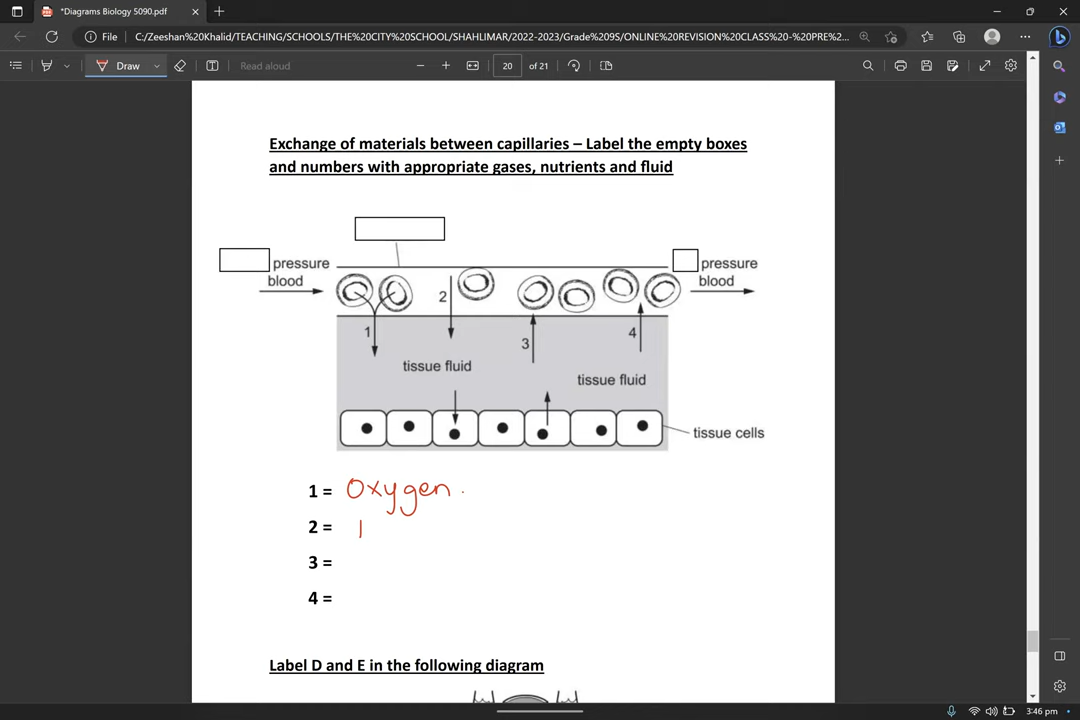 *Diagrams Biology 5090.pdf
File
C:/Zeeshan%20Khalid/TEACHING/SCHOOLS/THE%20CITY%20SCHOOL/SHAHLIMAR/2022-2023/Grade%209S/ONLINE%20REVISION%20CLASS%20-%20PRE%2...
Draw
Read aloud
20 of 21
Exchange of materials between capillaries – Label the empty boxes
and numbers with appropriate gases, nutrients and fluid
pressure
blood
pressure
blood
1
2
3
4
tissue fluid
tissue fluid
tissue cells
1 = Oxygen.
2 =
3 =
4 =
Label D and E in the following diagram
3:46 pm